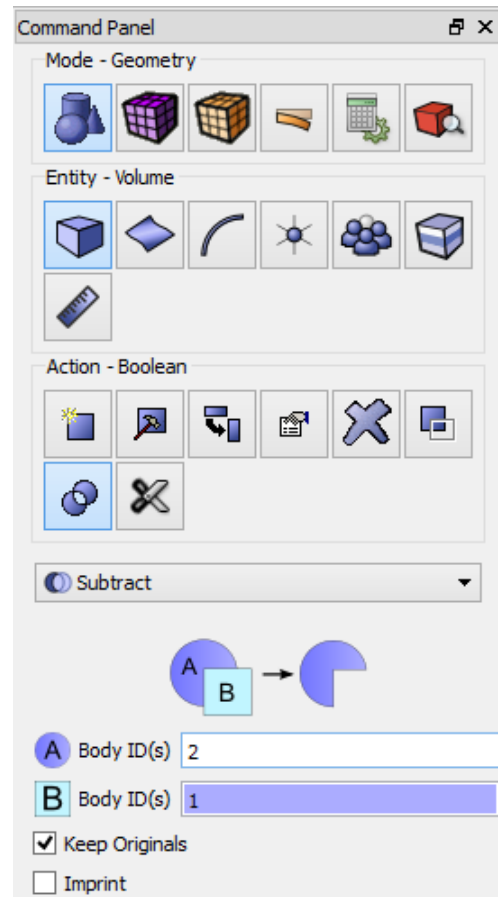 Command Panel
Mode - Geometry
Entity - Volume
Action - Boolean
Subtract
A
B
A Body ID(s) 2
B Body ID(s) 1
Keep Originals
Imprint